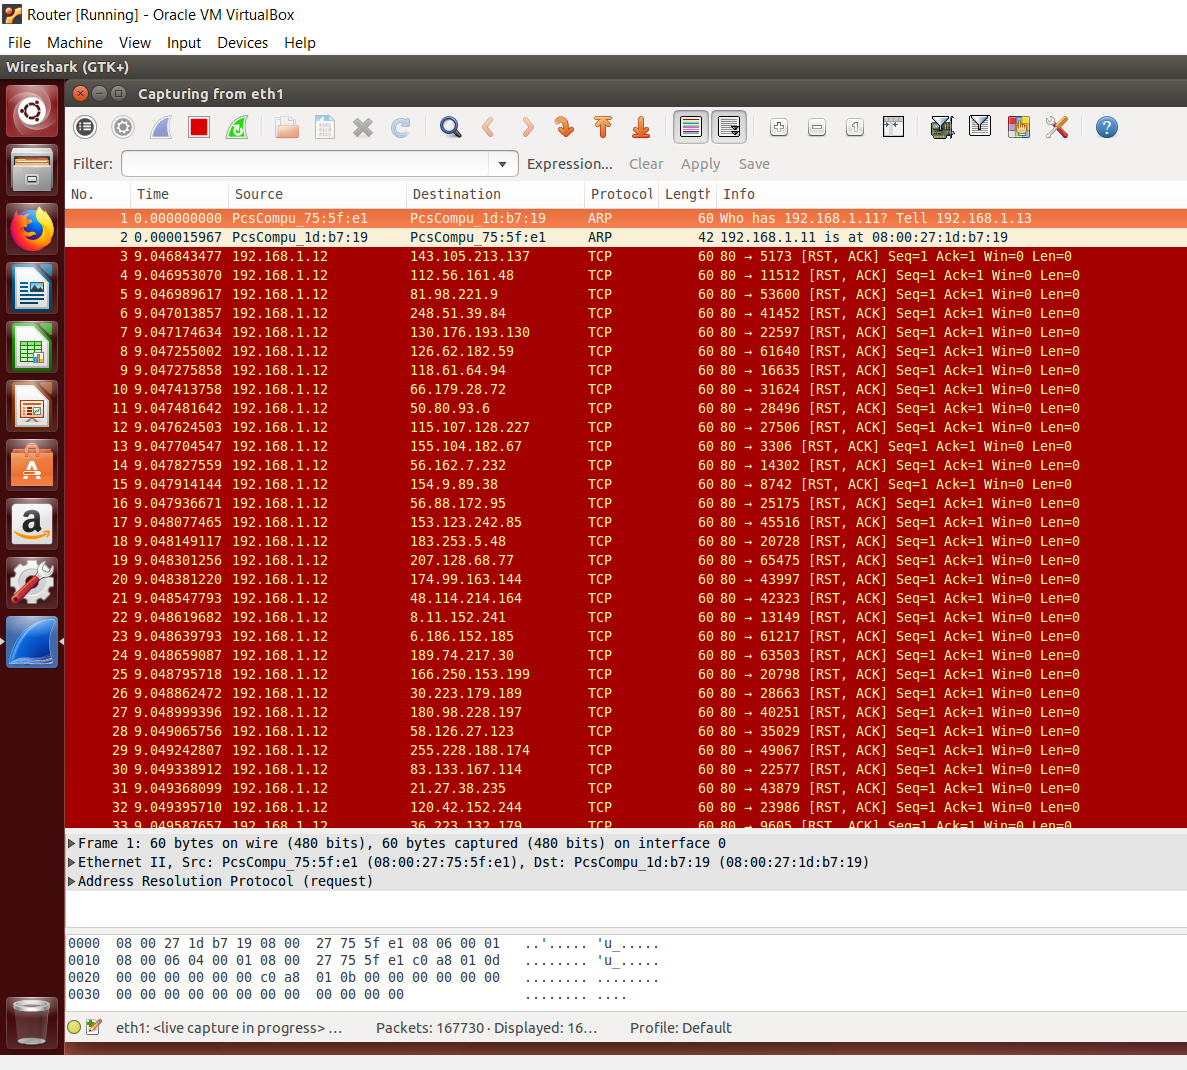 Router [Running] - Oracle VM VirtualBox
File Machine View Input Devices Help
Wireshark (GTK+)
Capturing from eth1
Filter: Expression... Clear Apply Save
No. Time Source Destination Protocol Length Info
1 0.000000000 PcsCompu_75:5f:e1 PcsCompu_1d:b7:19 ARP 60 Who has 192.168.1.11? Tell 192.168.1.13
2 0.000015967 PcsCompu_1d:b7:19 PcsCompu_75:5f:e1 ARP 42 192.168.1.11 is at 08:00:27:1d:b7:19
3 9.046843477 192.168.1.12 143.105.213.137 TCP 60 80 → 5173 [RST, ACK] Seq=1 Ack=1 Win=0 Len=0
4 9.046953070 192.168.1.12 112.56.161.48 TCP 60 80 → 11512 [RST, ACK] Seq=1 Ack=1 Win=0 Len=0
5 9.046989617 192.168.1.12 81.98.221.9 TCP 60 80 → 53600 [RST, ACK] Seq=1 Ack=1 Win=0 Len=0
6 9.047013857 192.168.1.12 248.51.39.84 TCP 60 80 → 41452 [RST, ACK] Seq=1 Ack=1 Win=0 Len=0
7 9.047174634 192.168.1.12 130.176.193.130 TCP 60 80 → 22597 [RST, ACK] Seq=1 Ack=1 Win=0 Len=0
8 9.047255002 192.168.1.12 126.62.182.59 TCP 60 80 → 61640 [RST, ACK] Seq=1 Ack=1 Win=0 Len=0
9 9.047275858 192.168.1.12 118.61.64.94 TCP 60 80 → 16635 [RST, ACK] Seq=1 Ack=1 Win=0 Len=0
10 9.047413758 192.168.1.12 66.179.28.72 TCP 60 80 → 31624 [RST, ACK] Seq=1 Ack=1 Win=0 Len=0
11 9.047481642 192.168.1.12 50.80.93.6 TCP 60 80 → 28496 [RST, ACK] Seq=1 Ack=1 Win=0 Len=0
12 9.047624503 192.168.1.12 115.107.128.227 TCP 60 80 → 27506 [RST, ACK] Seq=1 Ack=1 Win=0 Len=0
13 9.047704547 192.168.1.12 155.104.182.67 TCP 60 80 → 3306 [RST, ACK] Seq=1 Ack=1 Win=0 Len=0
14 9.047827559 192.168.1.12 56.162.7.232 TCP 60 80 → 14302 [RST, ACK] Seq=1 Ack=1 Win=0 Len=0
15 9.047914144 192.168.1.12 154.9.89.38 TCP 60 80 → 8742 [RST, ACK] Seq=1 Ack=1 Win=0 Len=0
16 9.047936671 192.168.1.12 56.88.172.95 TCP 60 80 → 25175 [RST, ACK] Seq=1 Ack=1 Win=0 Len=0
17 9.048077465 192.168.1.12 153.123.242.85 TCP 60 80 → 45516 [RST, ACK] Seq=1 Ack=1 Win=0 Len=0
18 9.048149117 192.168.1.12 183.253.5.48 TCP 60 80 → 20728 [RST, ACK] Seq=1 Ack=1 Win=0 Len=0
19 9.048301256 192.168.1.12 207.128.68.77 TCP 60 80 → 65475 [RST, ACK] Seq=1 Ack=1 Win=0 Len=0
20 9.048381220 192.168.1.12 174.99.163.144 TCP 60 80 → 43997 [RST, ACK] Seq=1 Ack=1 Win=0 Len=0
21 9.048547793 192.168.1.12 48.114.214.164 TCP 60 80 → 42323 [RST, ACK] Seq=1 Ack=1 Win=0 Len=0
22 9.048619682 192.168.1.12 8.11.152.241 TCP 60 80 → 13149 [RST, ACK] Seq=1 Ack=1 Win=0 Len=0
23 9.048639793 192.168.1.12 6.186.152.185 TCP 60 80 → 61217 [RST, ACK] Seq=1 Ack=1 Win=0 Len=0
24 9.048659087 192.168.1.12 189.74.217.30 TCP 60 80 → 63503 [RST, ACK] Seq=1 Ack=1 Win=0 Len=0
25 9.048795718 192.168.1.12 166.250.153.199 TCP 60 80 → 20798 [RST, ACK] Seq=1 Ack=1 Win=0 Len=0
26 9.048862472 192.168.1.12 30.223.179.189 TCP 60 80 → 28663 [RST, ACK] Seq=1 Ack=1 Win=0 Len=0
27 9.048999396 192.168.1.12 180.98.228.197 TCP 60 80 → 40251 [RST, ACK] Seq=1 Ack=1 Win=0 Len=0
28 9.049065756 192.168.1.12 58.126.27.123 TCP 60 80 → 35029 [RST, ACK] Seq=1 Ack=1 Win=0 Len=0
29 9.049242807 192.168.1.12 255.228.188.174 TCP 60 80 → 49067 [RST, ACK] Seq=1 Ack=1 Win=0 Len=0
30 9.049338912 192.168.1.12 83.133.167.114 TCP 60 80 → 22577 [RST, ACK] Seq=1 Ack=1 Win=0 Len=0
31 9.049368099 192.168.1.12 21.27.38.235 TCP 60 80 → 43879 [RST, ACK] Seq=1 Ack=1 Win=0 Len=0
32 9.049395710 192.168.1.12 120.42.152.244 TCP 60 80 → 23986 [RST, ACK] Seq=1 Ack=1 Win=0 Len=0
33 9.049587657 192.168.1.12 36.223.132.179 TCP 60 80 → 9605 [RST, ACK] Seq=1 Ack=1 Win=0 Len=0
Frame 1: 60 bytes on wire (480 bits), 60 bytes captured (480 bits) on interface 0
Ethernet II, Src: PcsCompu_75:5f:e1 (08:00:27:75:5f:e1), Dst: PcsCompu_1d:b7:19 (08:00:27:1d:b7:19)
Address Resolution Protocol (request)
0000 08 00 27 1d b7 19 08 00 27 75 5f e1 08 06 00 01 ..'..... 'u_.....
0010 08 00 06 04 00 01 08 00 27 75 5f e1 c0 a8 01 0d ........ 'u_.....
0020 00 00 00 00 00 00 c0 a8 01 0b 00 00 00 00 00 00 ........ ........
0030 00 00 00 00 00 00 00 00 00 00 00 00 ........ ....
eth1: <live capture in progress> ... Packets: 167730 · Displayed: 16... Profile: Default